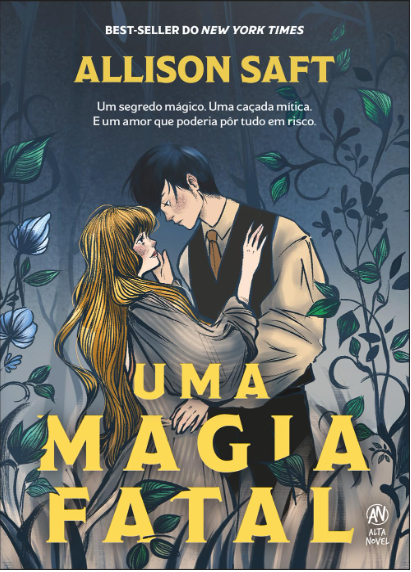 BEST-SELLER DO NEW YORK TIMES
ALLISON SAFT
Um segredo mágico. Uma caçada mítica.
E um amor que poderia pôr tudo em risco.
UMA
MAGIA
FATAL
AN
ALTA
NOVEL